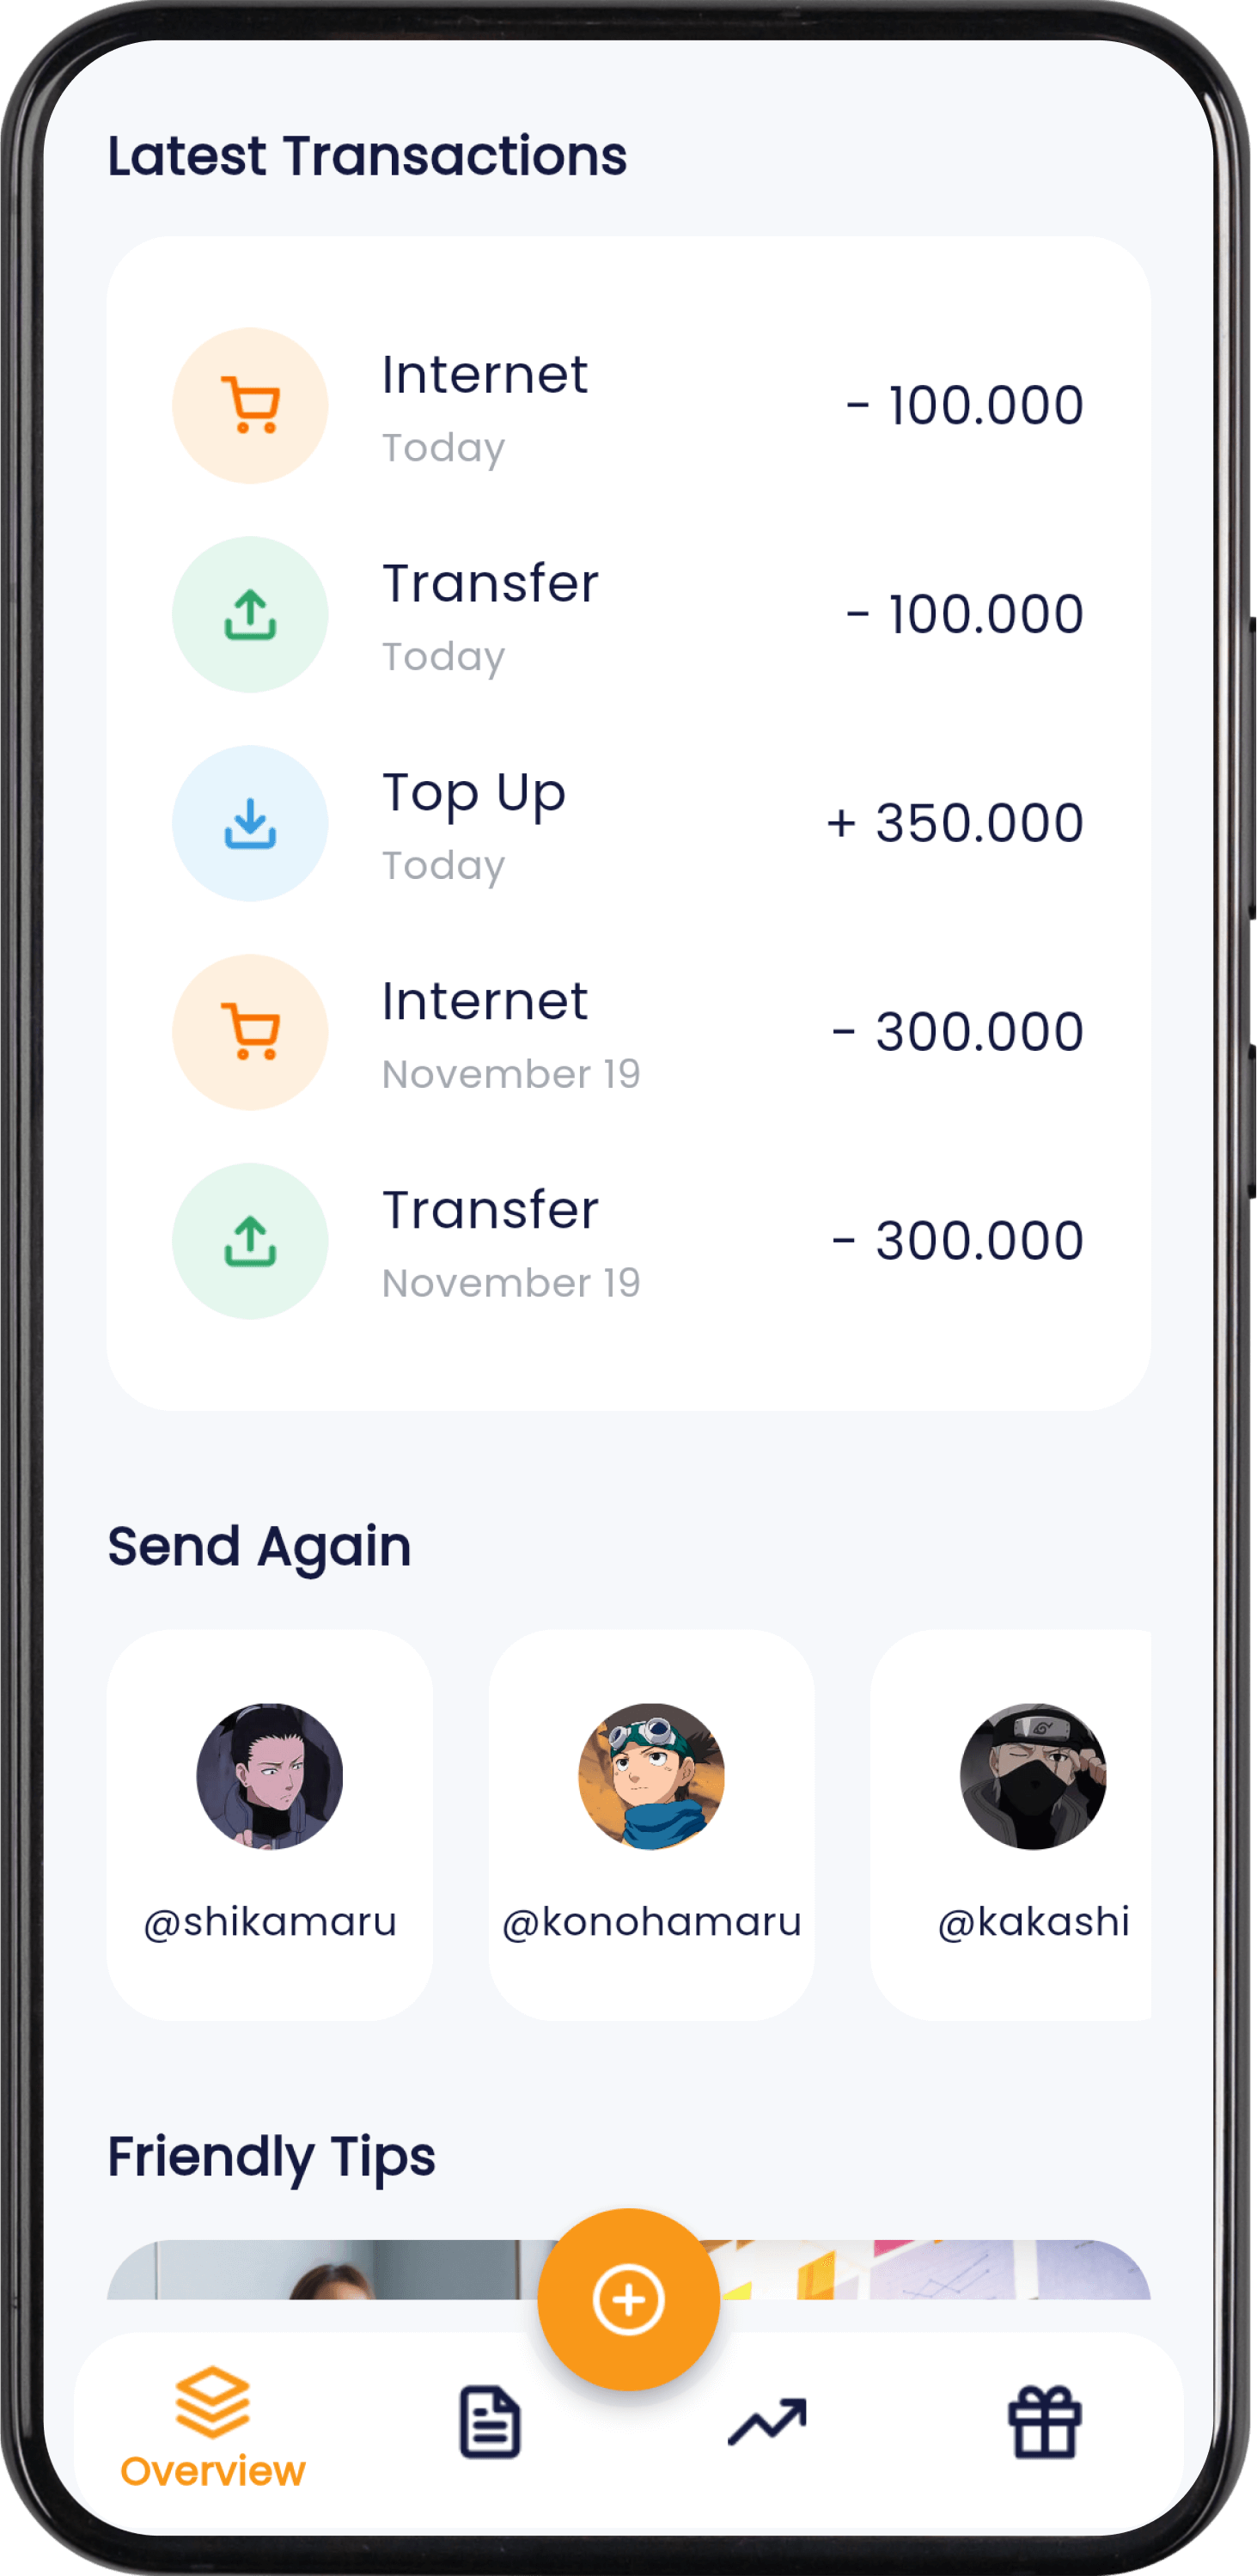 Latest Transactions
Internet
Today
- 100.000
Transfer
Today
- 100.000
Top Up
Today
+ 350.000
Internet
November 19
- 300.000
Transfer
November 19
- 300.000
Send Again
@shikamaru
@konohamaru
@kakashi
Friendly Tips
Overview